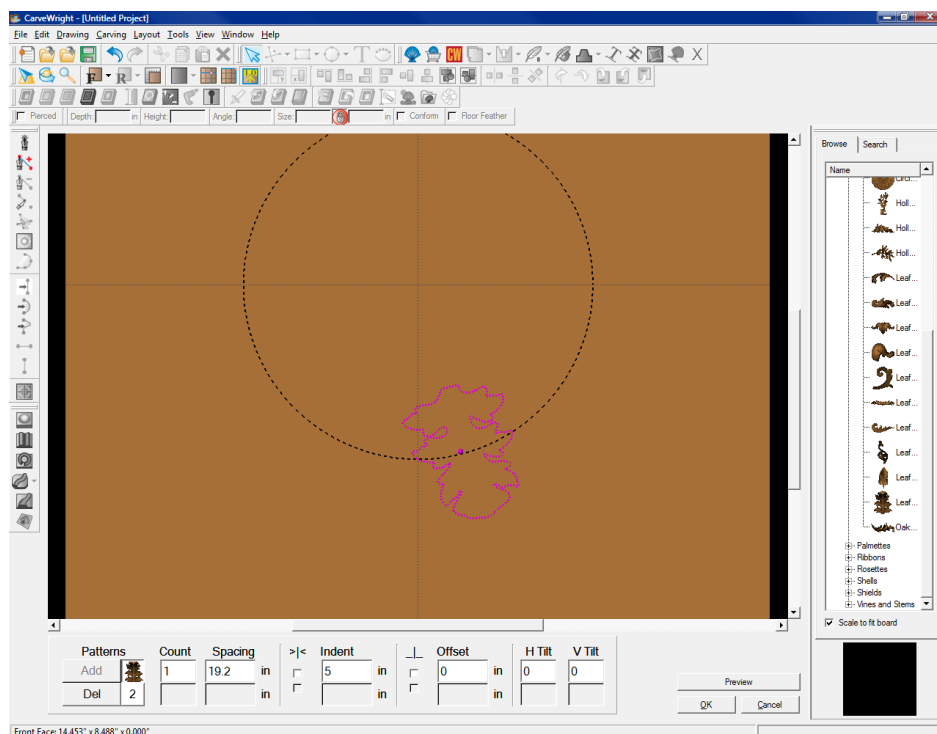 CarveWright - [Untitled Project]
File Edit Drawing Carving Layout Tools View Window Help
CW
F R
Pierced Depth: in Height: Angle: Size: in Conform Floor Feather
Browse Search
Name
Circl...
Holl...
Holl...
Holl...
Leaf...
Leaf...
Leaf...
Leaf...
Leaf...
Leaf...
Leaf...
Leaf...
Leaf...
Leaf...
Oak...
Palmettes
Ribbons
Rosettes
Shells
Shields
Vines and Stems
Scale to fit board
Patterns Count Spacing >|< Indent _|_ Offset H Tilt V Tilt
Add 1 19.2 in 5 in 0 in 0 0
Del 2 in in in
Preview
OK Cancel
Front Face: 14.453" x 8.488" x 0.000"